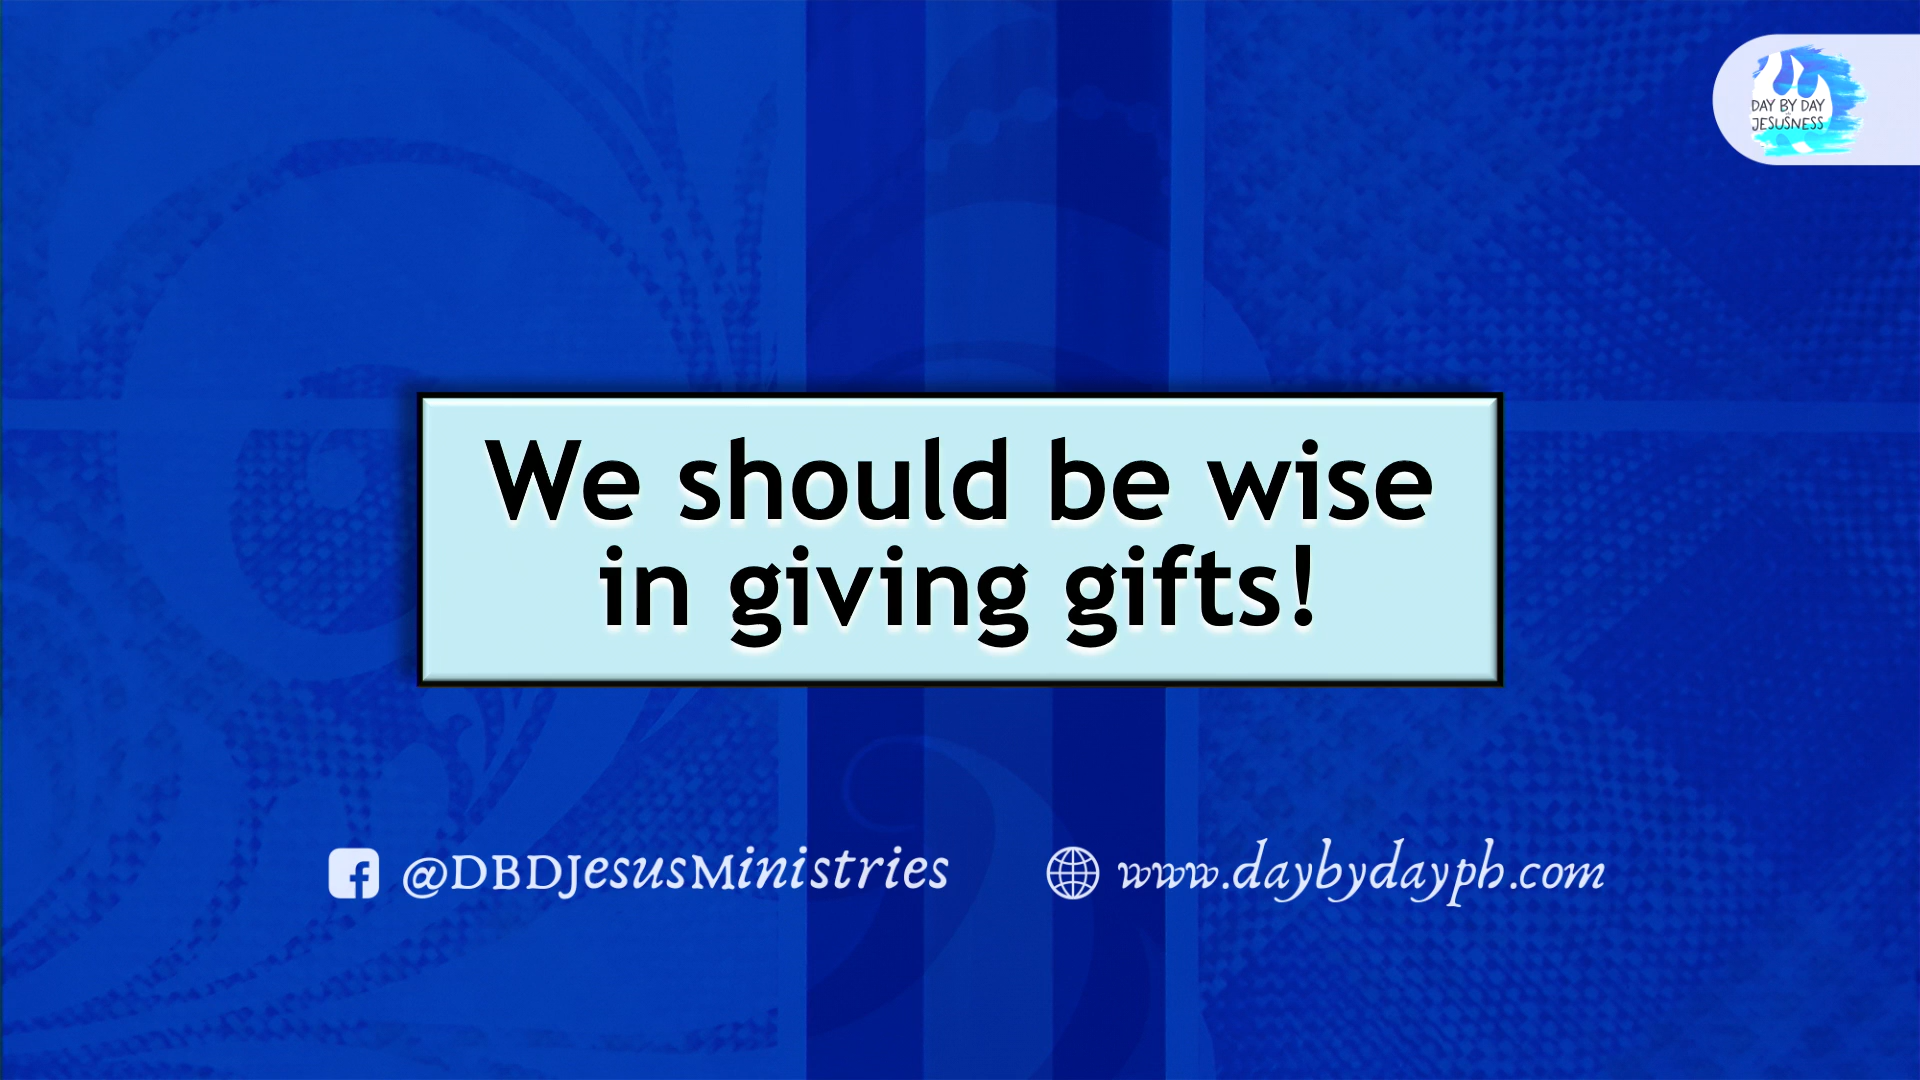 DAY BY DAY
JESUSNESS
We should be wise
in giving gifts!
@DBDJesusMinistries
www.daybydayph.com